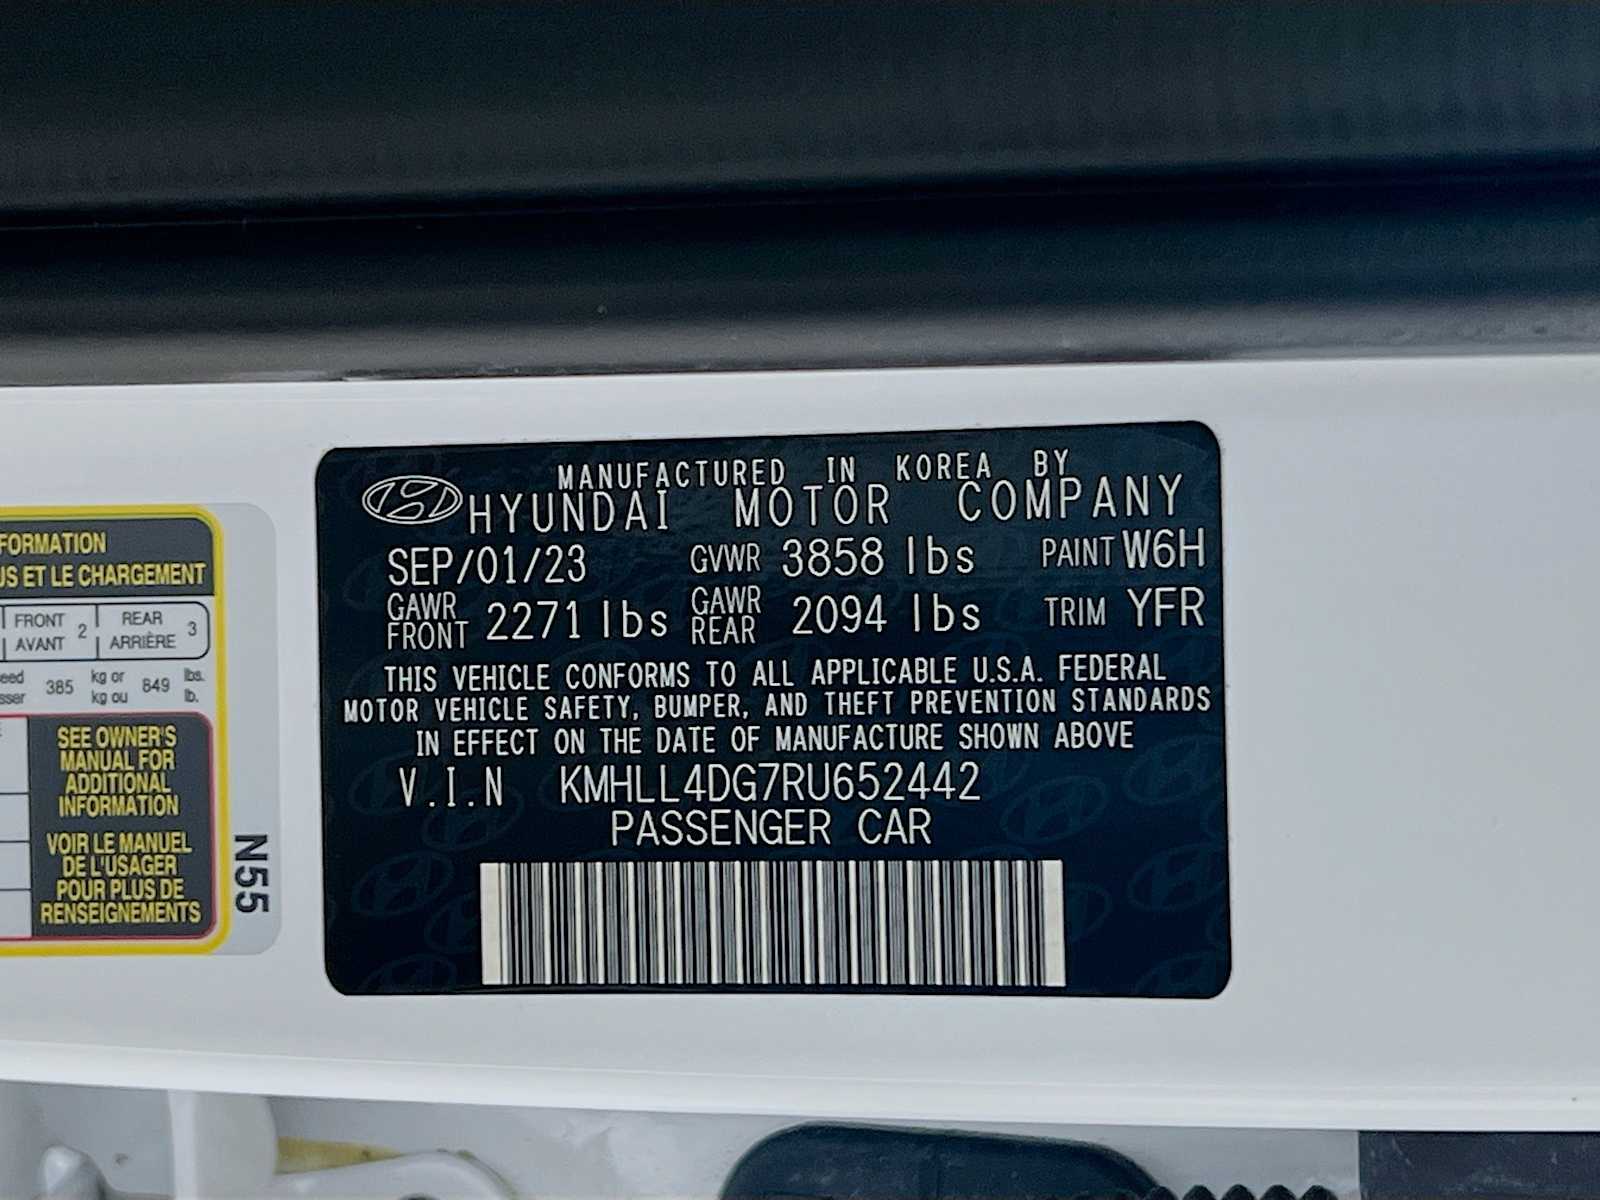 MANUFACTURED IN KOREA BY
HYUNDAI MOTOR COMPANY
SEP/01/23 GVWR 3858 lbs PAINT W6H
GAWR FRONT 2271 lbs GAWR REAR 2094 lbs TRIM YFR
THIS VEHICLE CONFORMS TO ALL APPLICABLE U.S.A. FEDERAL
MOTOR VEHICLE SAFETY, BUMPER, AND THEFT PREVENTION STANDARDS
IN EFFECT ON THE DATE OF MANUFACTURE SHOWN ABOVE
V.I.N KMHLL4DG7RU652442
PASSENGER CAR
FORMATION
US ET LE CHARGEMENT
FRONT AVANT 2 REAR ARRIÈRE 3
385 kg or kg ou 849 lbs. lb.
SEE OWNER'S
MANUAL FOR
ADDITIONAL
INFORMATION
VOIR LE MANUEL
DE L'USAGER
POUR PLUS DE
RENSEIGNEMENTS
N55